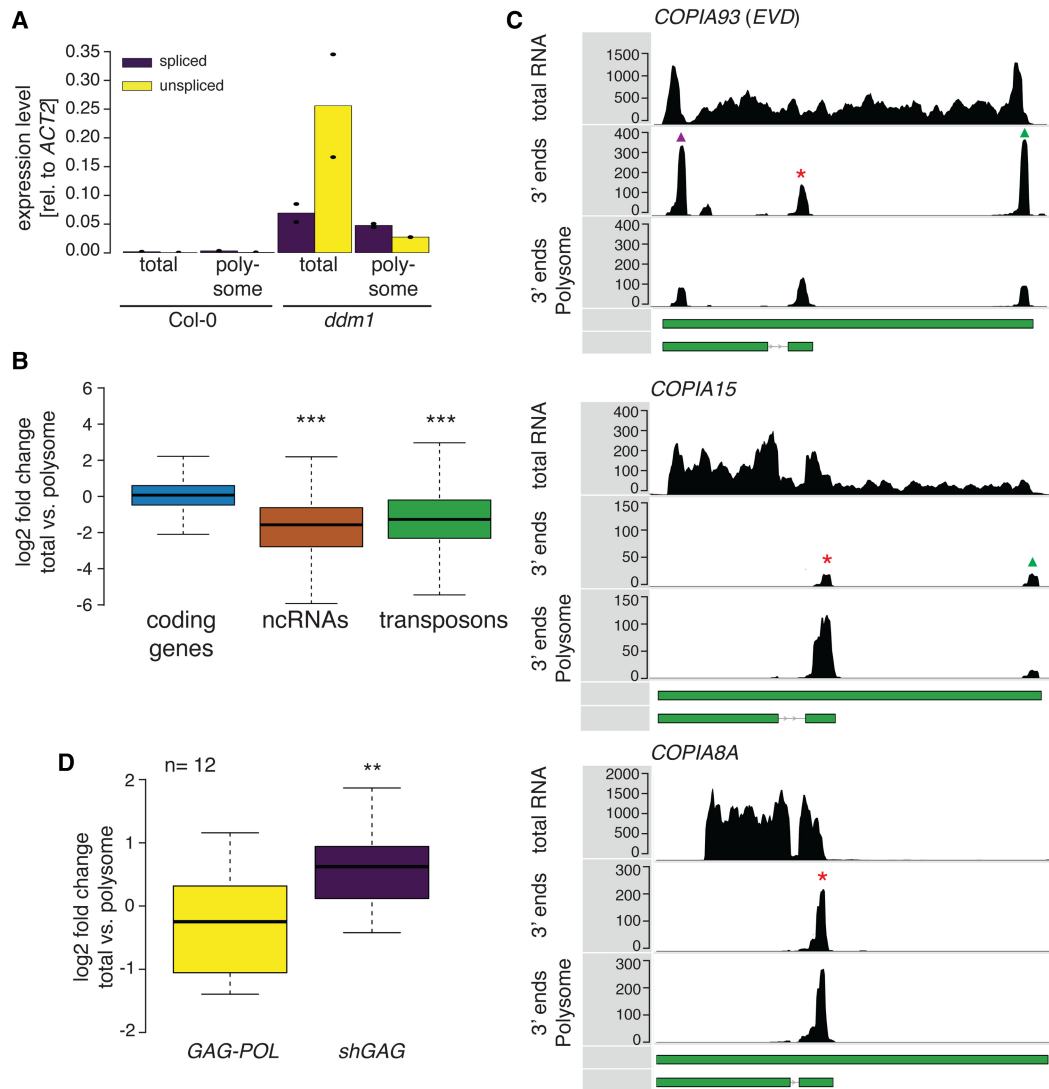 A
expression level
[rel. to ACT2]
0.35
0.30
0.25
0.20
0.15
0.10
0.05
0.00
spliced
unspliced
total
poly-
some
total
poly-
some
Col-0
ddm1
B
log2 fold change
total vs. polysome
6
4
2
0
-2
-4
-6
***
***
coding
genes
ncRNAs
transposons
D
n= 12
**
log2 fold change
total vs. polysome
2
1
0
-1
-2
GAG-POL
shGAG
C
COPIA93 (EVD)
total RNA
1500
1000
500
0
3' ends
400
300
200
100
0
*
3' ends
Polysome
400
300
200
100
0
COPIA15
total RNA
400
300
200
100
0
3' ends
150
100
50
0
*
3' ends
Polysome
150
100
50
0
COPIA8A
total RNA
2000
1500
1000
500
0
3' ends
300
200
100
0
*
3' ends
Polysome
300
200
100
0